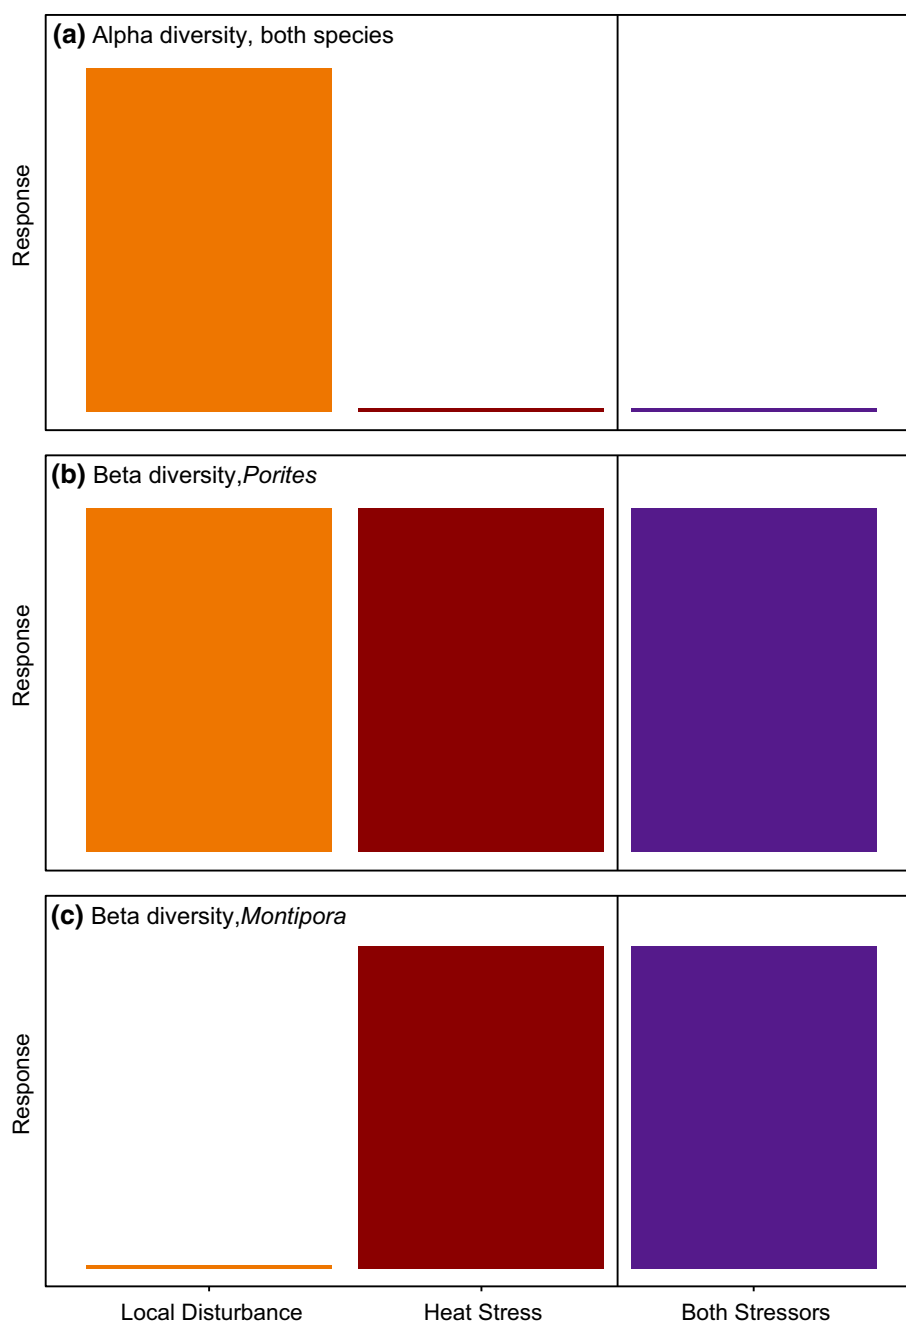 (a) Alpha diversity, both species
Response
(b) Beta diversity,Porites
Response
(c) Beta diversity,Montipora
Response
Local Disturbance Heat Stress Both Stressors